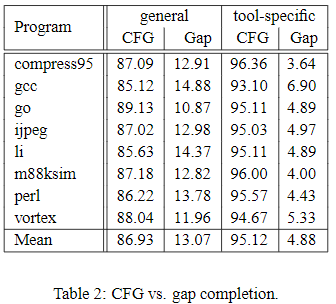 Program general tool-specific
CFG Gap CFG Gap
compress95 87.09 12.91 96.36 3.64
gcc 85.12 14.88 93.10 6.90
go 89.13 10.87 95.11 4.89
ijpeg 87.02 12.98 95.03 4.97
li 85.63 14.37 95.11 4.89
m88ksim 87.18 12.82 96.00 4.00
perl 86.22 13.78 95.57 4.43
vortex 88.04 11.96 94.67 5.33
Mean 86.93 13.07 95.12 4.88
Table 2: CFG vs. gap completion.